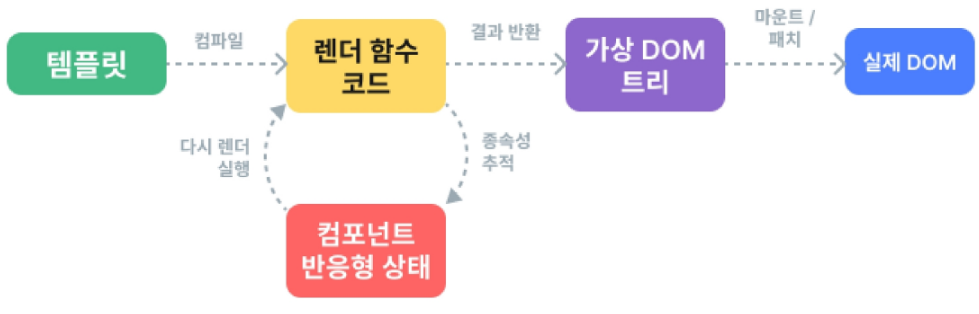 템플릿
컴파일
렌더 함수
코드
결과 반환
가상 DOM
트리
마운트 /
패치
실제 DOM
다시 렌더
실행
종속성
추적
컴포넌트
반응형 상태